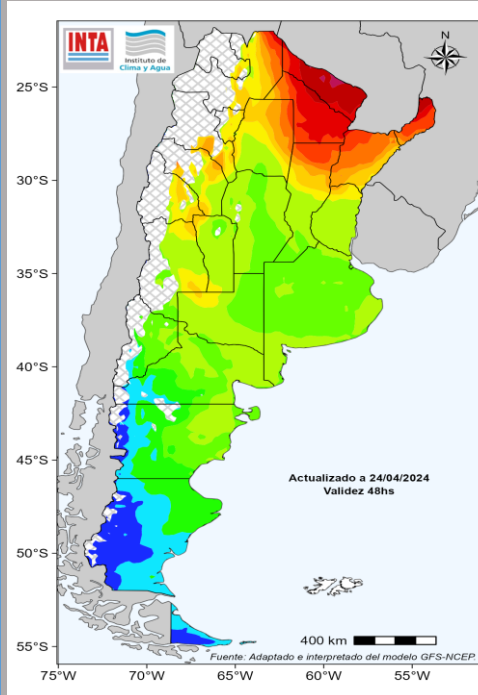 INTA
Instituto de
Clima y Agua
N
25°S
30°S
35°S
40°S
45°S
50°S
55°S
Actualizado a 24/04/2024
Validez 48hs
400 km
Fuente: Adaptado e interpretado del modelo GFS-NCEP.
75°W
70°W
65°W
60°W
55°W